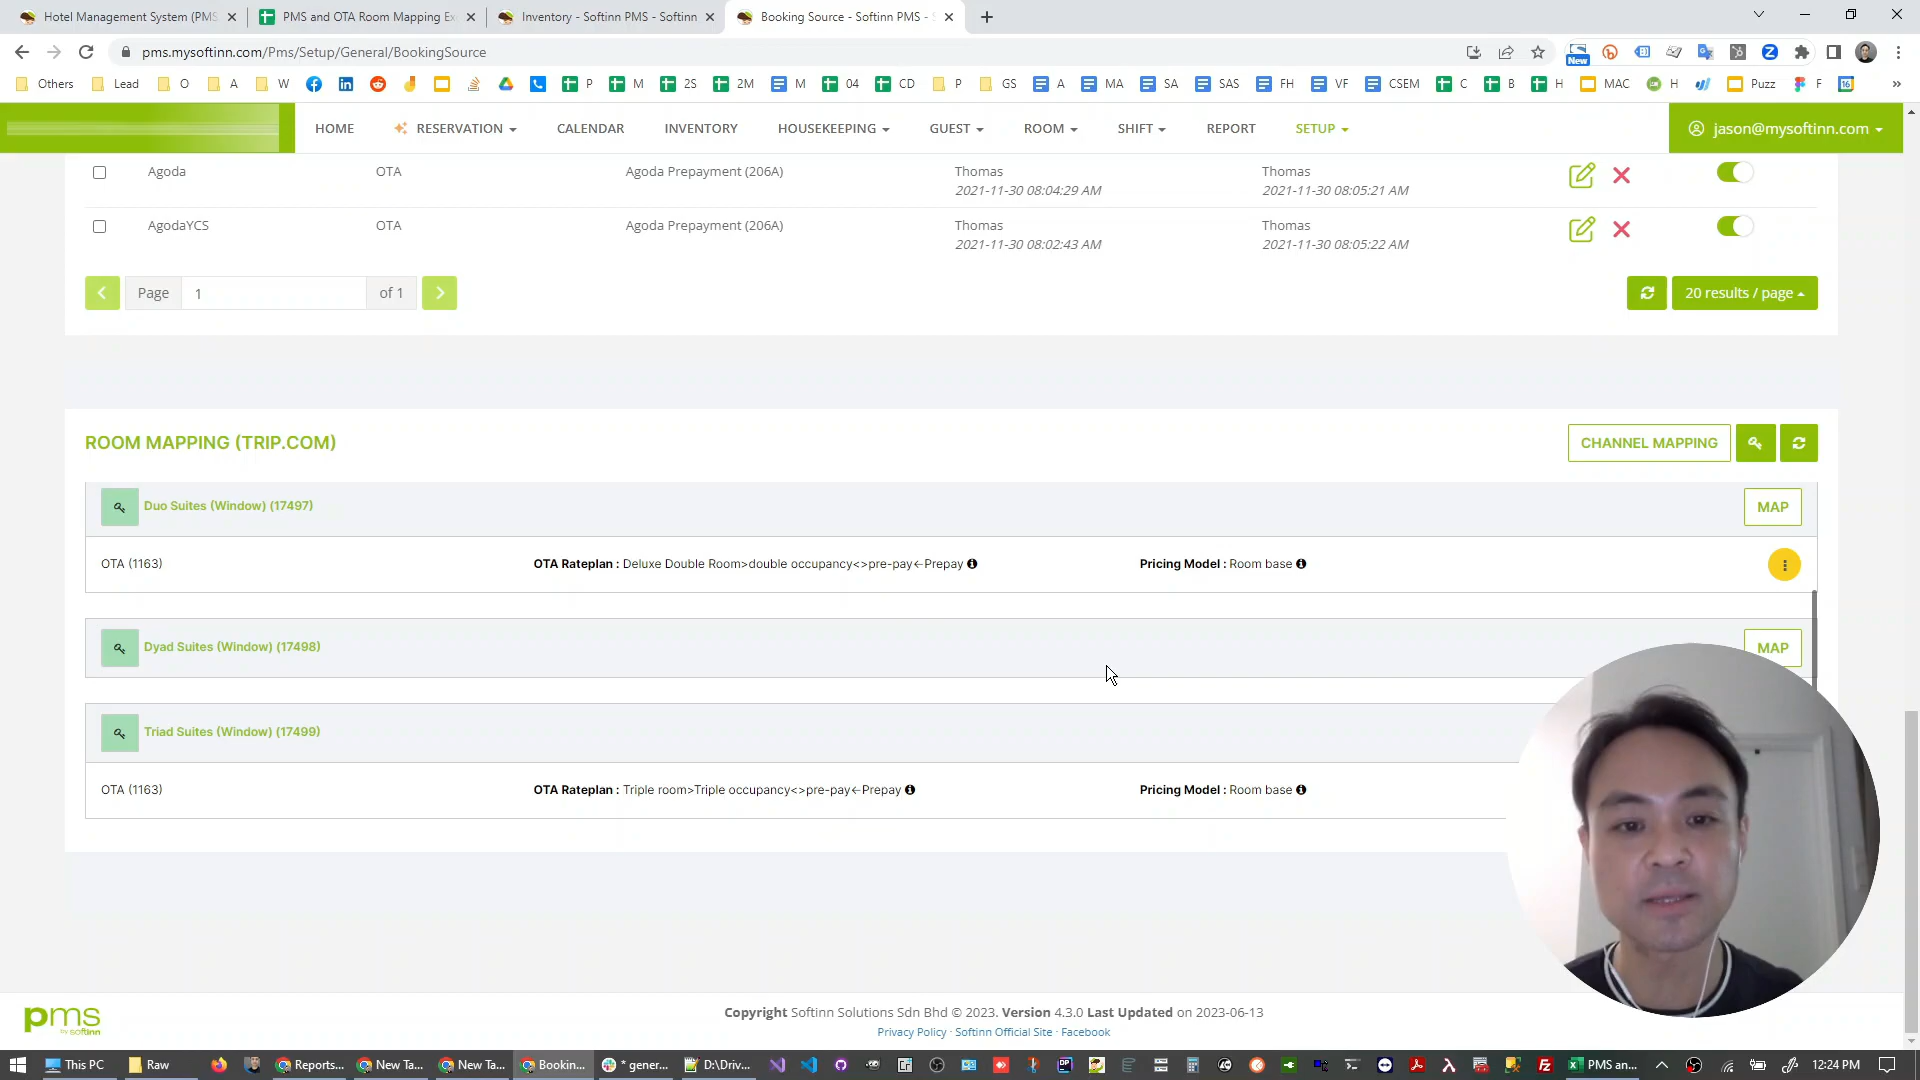 Hotel Management System (PMS
PMS and OTA Room Mapping Ex
Inventory - Softinn PMS - Softinn
Booking Source - Softinn PMS - S
pms.mysoftinn.com/Pms/Setup/General/BookingSource
New
Others
Lead
O
A
W
P
M
2S
2M
M
04
CD
P
GS
A
MA
SA
SAS
FH
VF
CSEM
C
B
H
MAC
H
Puzz
F
16
»
HOME
RESERVATION
CALENDAR
INVENTORY
HOUSEKEEPING
GUEST
ROOM
SHIFT
REPORT
SETUP
jason@mysoftinn.com
Agoda OTA Agoda Prepayment (206A) Thomas Thomas
2021-11-30 08:04:29 AM 2021-11-30 08:05:21 AM
AgodaYCS OTA Agoda Prepayment (206A) Thomas Thomas
2021-11-30 08:02:43 AM 2021-11-30 08:05:22 AM
Page 1 of 1
20 results / page
ROOM MAPPING (TRIP.COM)
CHANNEL MAPPING
Duo Suites (Window) (17497)
MAP
OTA (1163) OTA Rateplan : Deluxe Double Room>double occupancy<>pre-pay←Prepay Pricing Model : Room base
Dyad Suites (Window) (17498)
MAP
Triad Suites (Window) (17499)
OTA (1163) OTA Rateplan : Triple room>Triple occupancy<>pre-pay←Prepay Pricing Model : Room base
pms
by softinn
Copyright Softinn Solutions Sdn Bhd © 2023. Version 4.3.0 Last Updated on 2023-06-13
Privacy Policy · Softinn Official Site · Facebook
This PC
Raw
Reports...
New Ta...
New Ta...
Bookin...
* gener...
D:\Driv...
PMS an...
12:24 PM